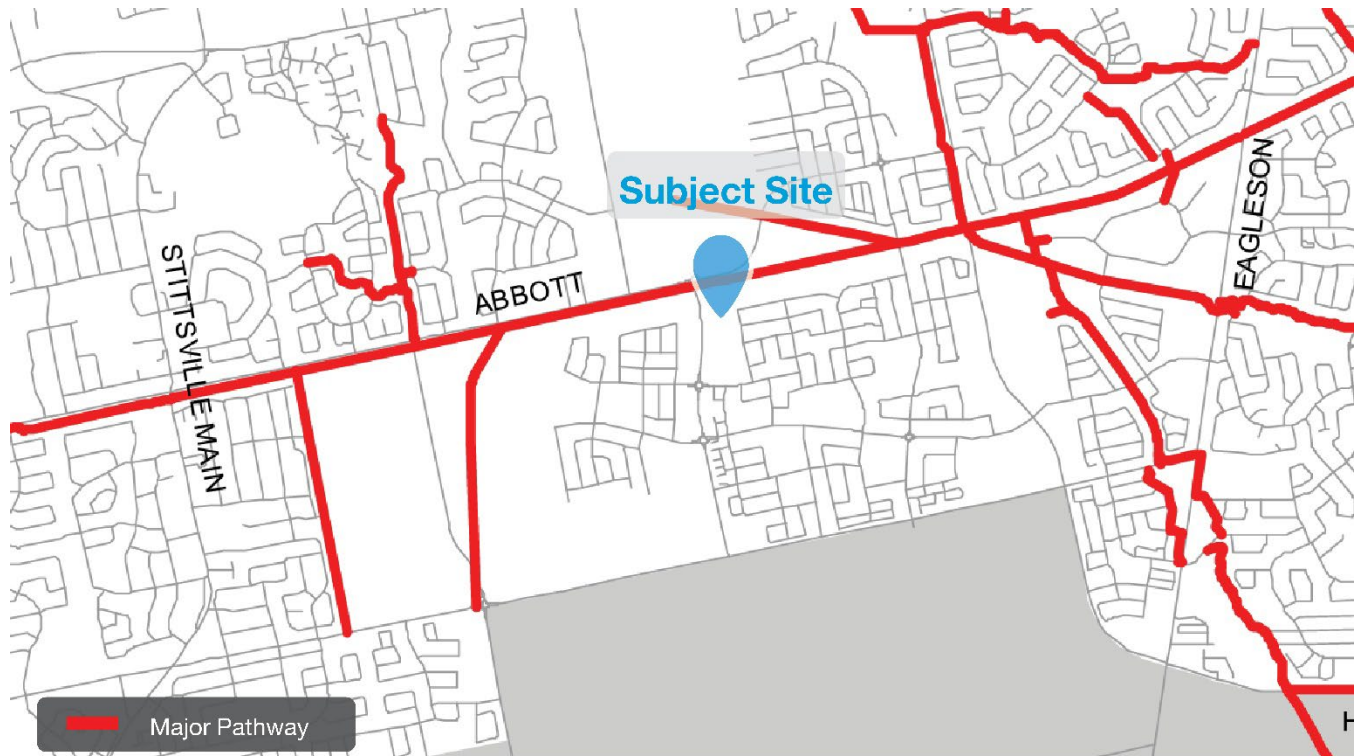 Subject Site
EAGLESON
ABBOTT
STITTSVILLE MAIN
H
Major Pathway